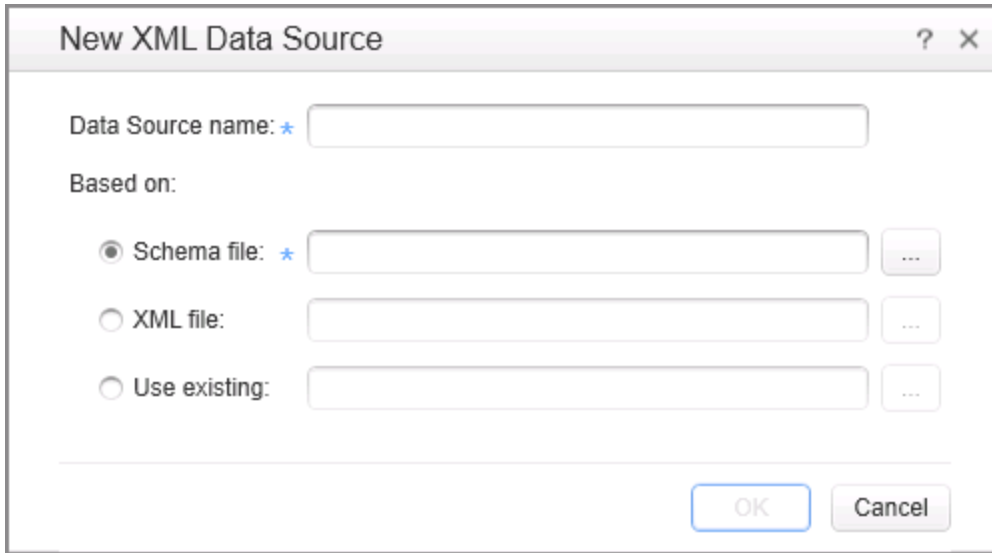 New XML Data Source ? ×
Data Source name: *
Based on:
Schema file: * ...
XML file: ...
Use existing: ...
OK Cancel